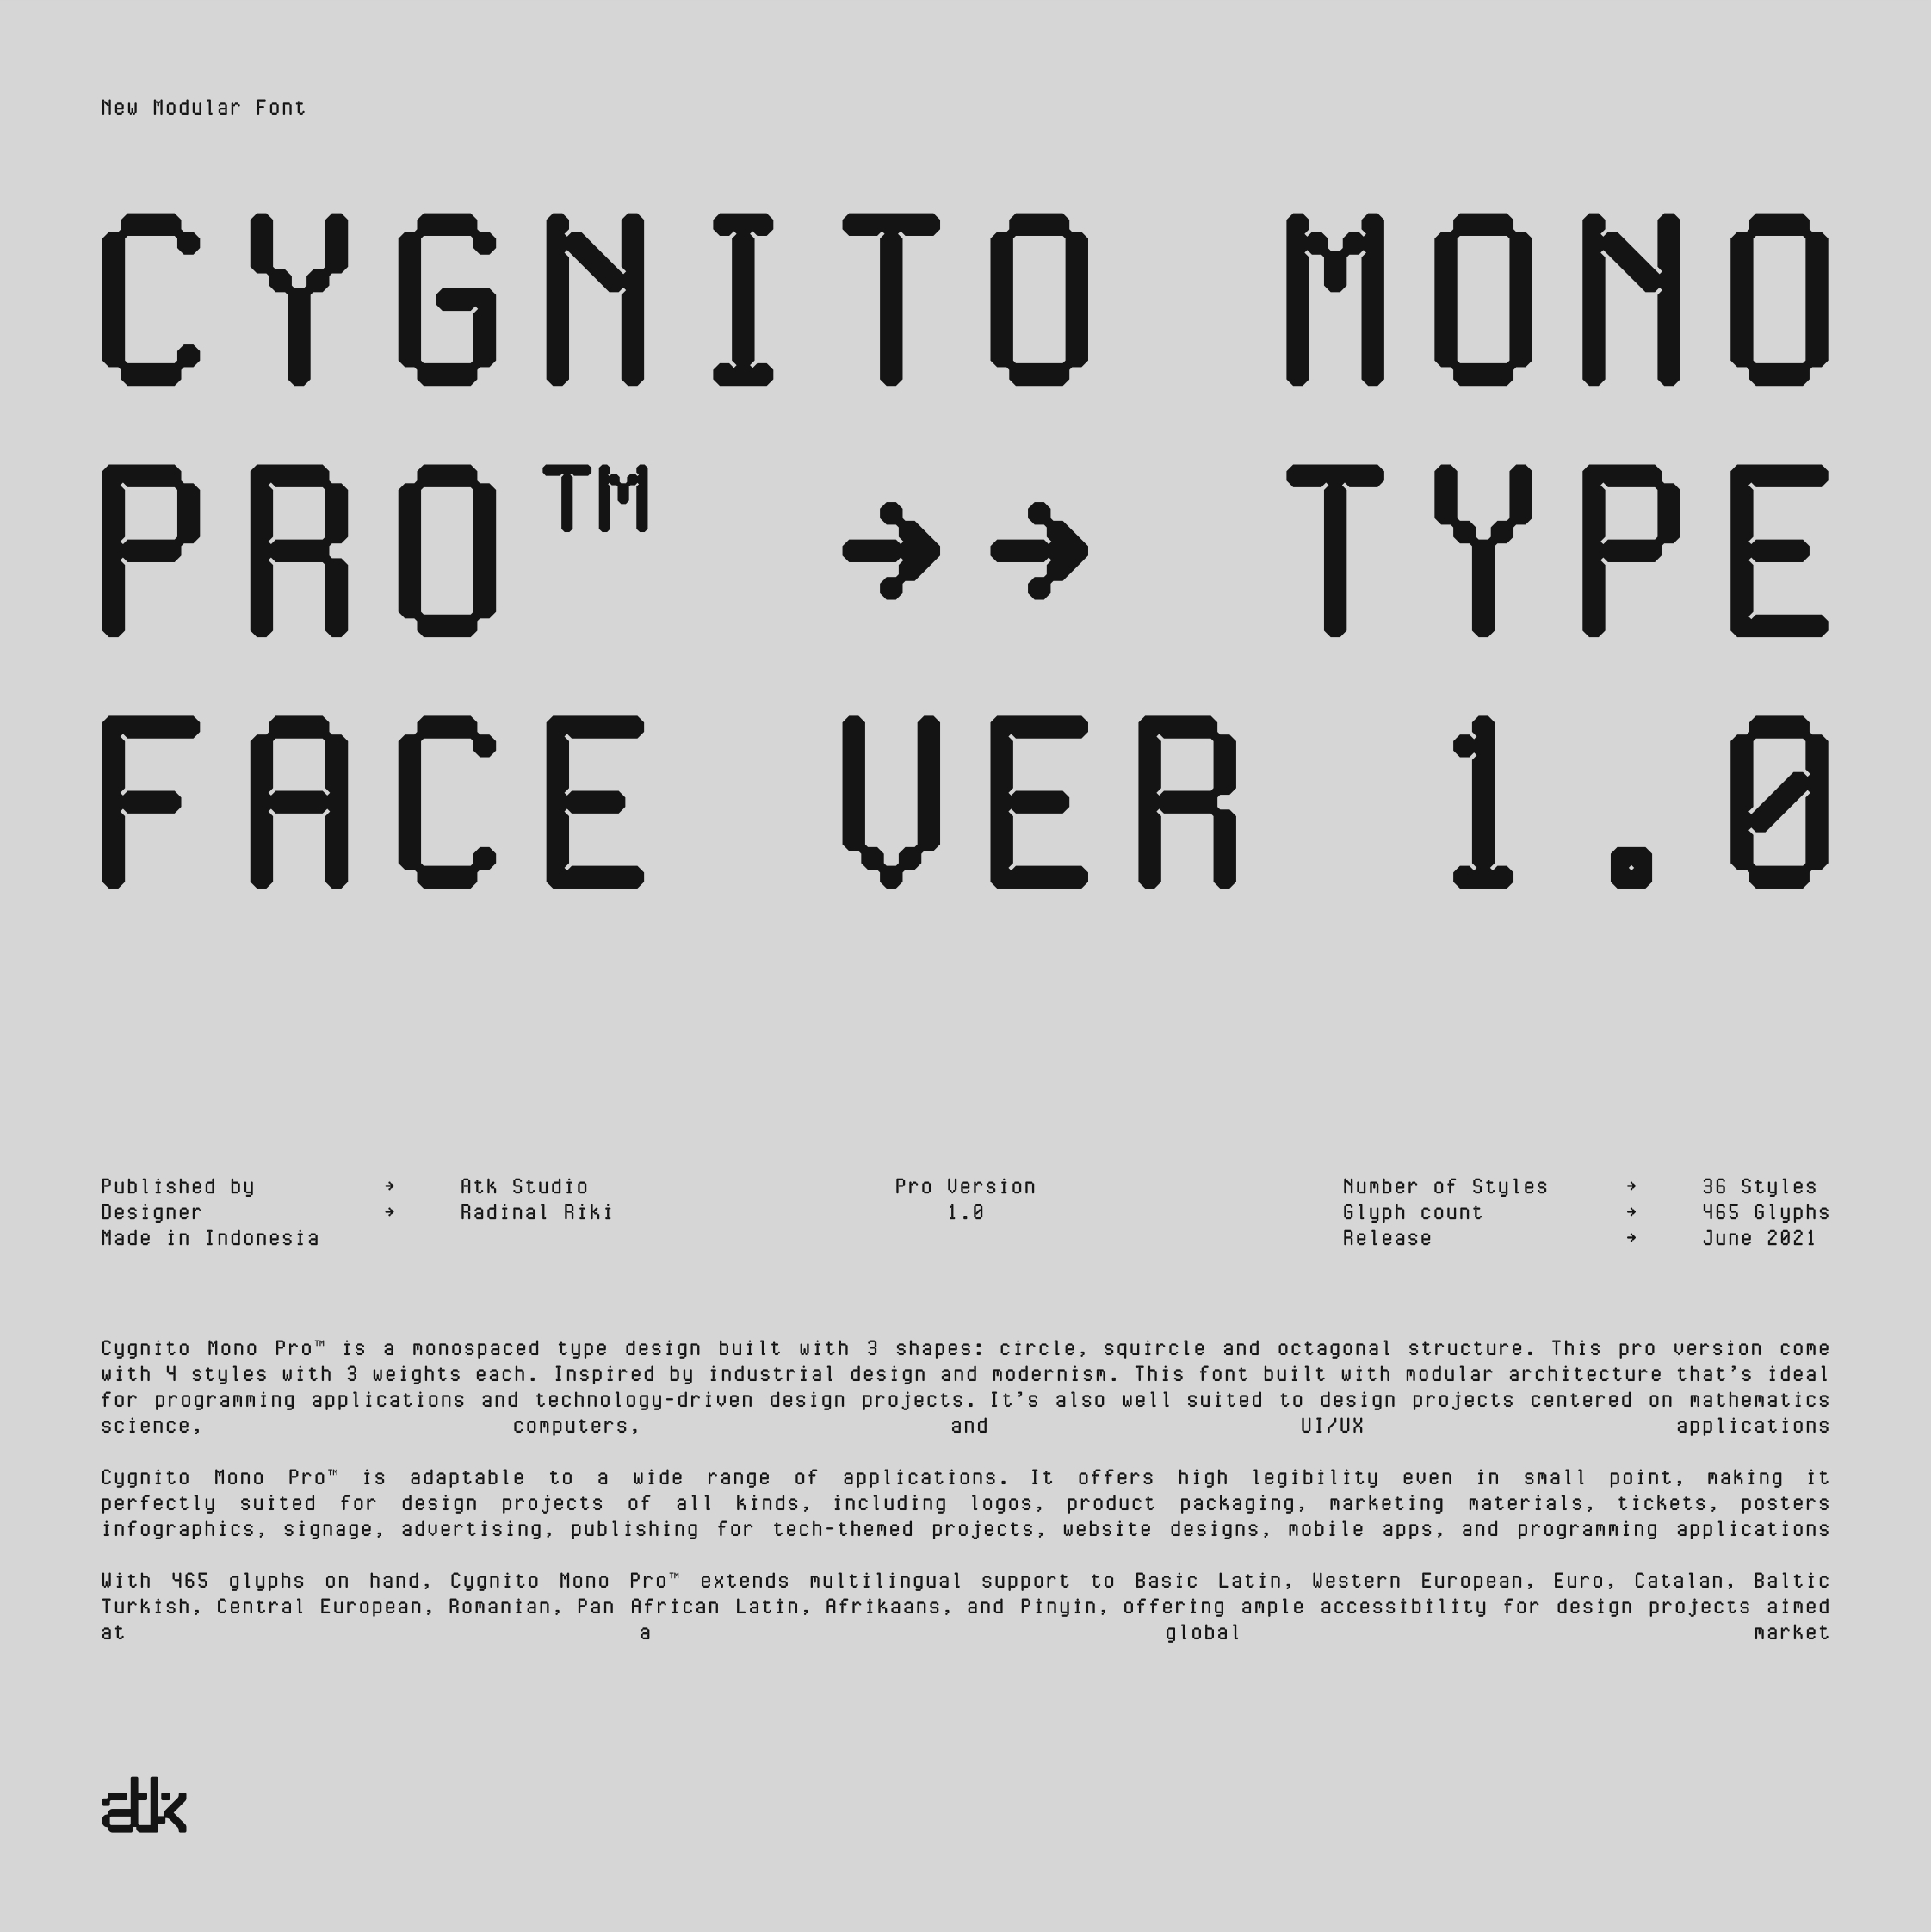 New Modular Font
CYGNITO MONO
PRO™ →→ TYPE
FACE VER 1.0
Published by → Atk Studio
Designer → Radinal Riki
Made in Indonesia
Pro Version
1.0
Number of Styles → 36 Styles
Glyph count → 465 Glyphs
Release → June 2021
Cygnito Mono Pro™ is a monospaced type design built with 3 shapes: circle, squircle and octagonal structure. This pro version come
with 4 styles with 3 weights each. Inspired by industrial design and modernism. This font built with modular architecture that’s ideal
for programming applications and technology-driven design projects. It’s also well suited to design projects centered on mathematics
science, computers, and UI/UX applications
Cygnito Mono Pro™ is adaptable to a wide range of applications. It offers high legibility even in small point, making it
perfectly suited for design projects of all kinds, including logos, product packaging, marketing materials, tickets, posters
infographics, signage, advertising, publishing for tech-themed projects, website designs, mobile apps, and programming applications
With 465 glyphs on hand, Cygnito Mono Pro™ extends multilingual support to Basic Latin, Western European, Euro, Catalan, Baltic
Turkish, Central European, Romanian, Pan African Latin, Afrikaans, and Pinyin, offering ample accessibility for design projects aimed
at a global market
atk